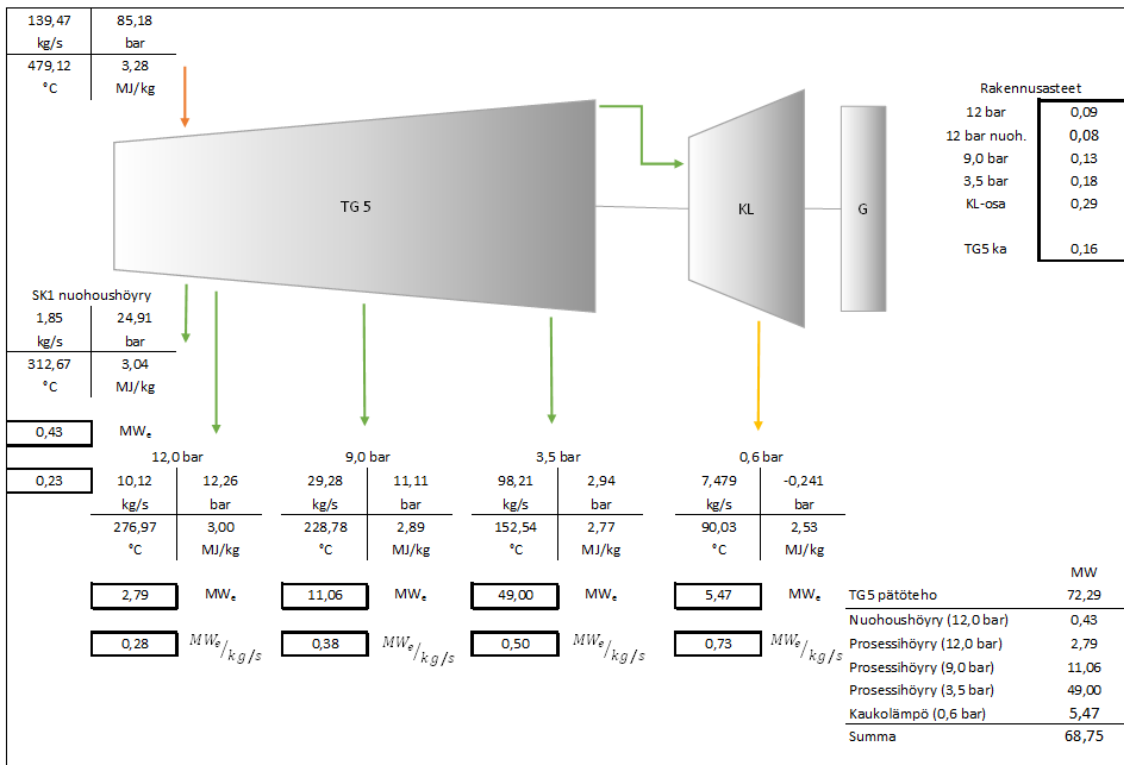 139,47 85,18
kg/s bar
479,12 3,28
°C MJ/kg
Rakennusasteet
12 bar 0,09
12 bar nuoh. 0,08
9,0 bar 0,13
3,5 bar 0,18
KL-osa 0,29
TG5 ka 0,16
TG 5
KL
G
SK1 nuohoushöyry
1,85 24,91
kg/s bar
312,67 3,04
°C MJ/kg
0,43 MWₑ
0,23
12,0 bar
10,12 12,26
kg/s bar
276,97 3,00
°C MJ/kg
2,79 MWₑ
0,28 MWₑ/kg/s
9,0 bar
29,28 11,11
kg/s bar
228,78 2,89
°C MJ/kg
11,06 MWₑ
0,38 MWₑ/kg/s
3,5 bar
98,21 2,94
kg/s bar
152,54 2,77
°C MJ/kg
49,00 MWₑ
0,50 MWₑ/kg/s
0,6 bar
7,479 -0,241
kg/s bar
90,03 2,53
°C MJ/kg
5,47 MWₑ
0,73 MWₑ/kg/s
MW
TG5 pätöteho 72,29
Nuohoushöyry (12,0 bar) 0,43
Prosessihöyry (12,0 bar) 2,79
Prosessihöyry (9,0 bar) 11,06
Prosessihöyry (3,5 bar) 49,00
Kaukolämpö (0,6 bar) 5,47
Summa 68,75